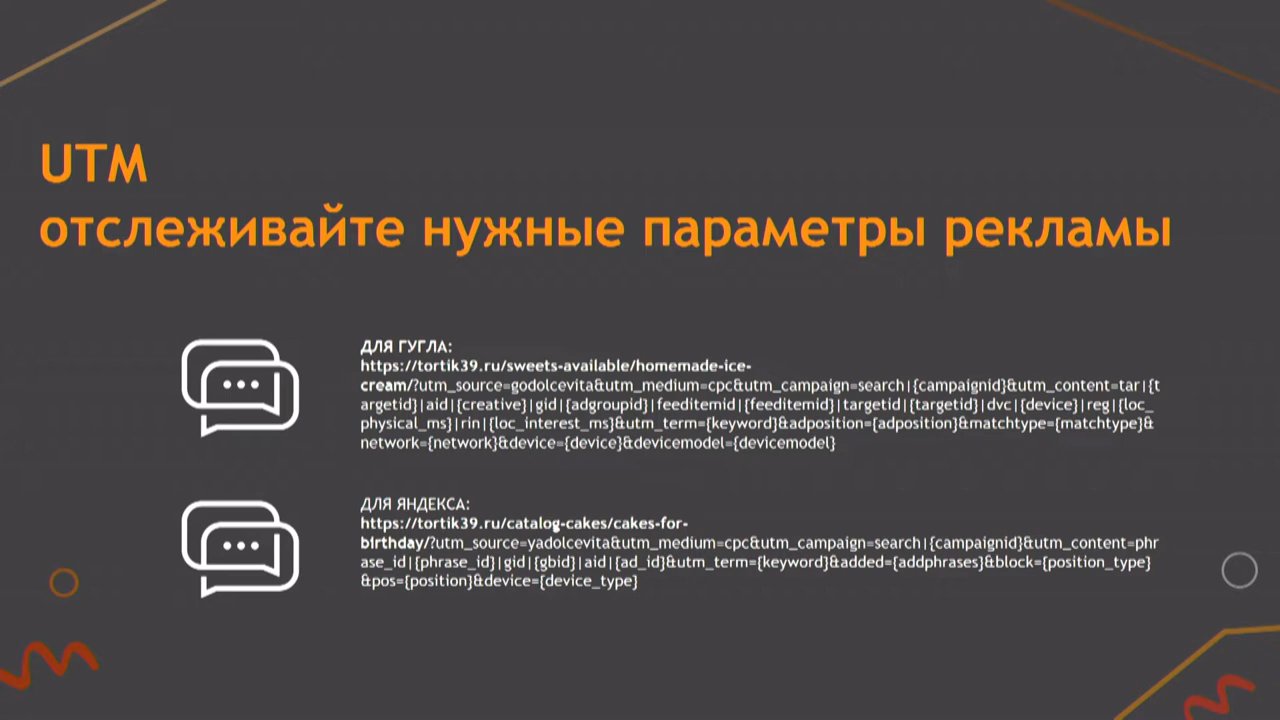 UTM
отслеживайте нужные параметры рекламы
ДЛЯ ГУГЛА:
https://tortik39.ru/sweets-available/homemade-ice-
cream/?utm_source=godolcevita&utm_medium=cpc&utm_campaign=search|{campaignid}&utm_content=tar|{t
argetid}|aid|{creative}|gid|{adgroupid}|feeditemid|{feeditemid}|targetid|{targetid}|dvc|{device}|reg|{loc_
physical_ms}|rin|{loc_interest_ms}&utm_term={keyword}&adposition={adposition}&matchtype={matchtype}&
network={network}&device={device}&devicemodel={devicemodel}
ДЛЯ ЯНДЕКСА:
https://tortik39.ru/catalog-cakes/cakes-for-
birthday/?utm_source=yadolcevita&utm_medium=cpc&utm_campaign=search|{campaignid}&utm_content=phr
ase_id|{phrase_id}|gid|{gbid}|aid|{ad_id}&utm_term={keyword}&added={addphrases}&block={position_type}
&pos={position}&device={device_type}